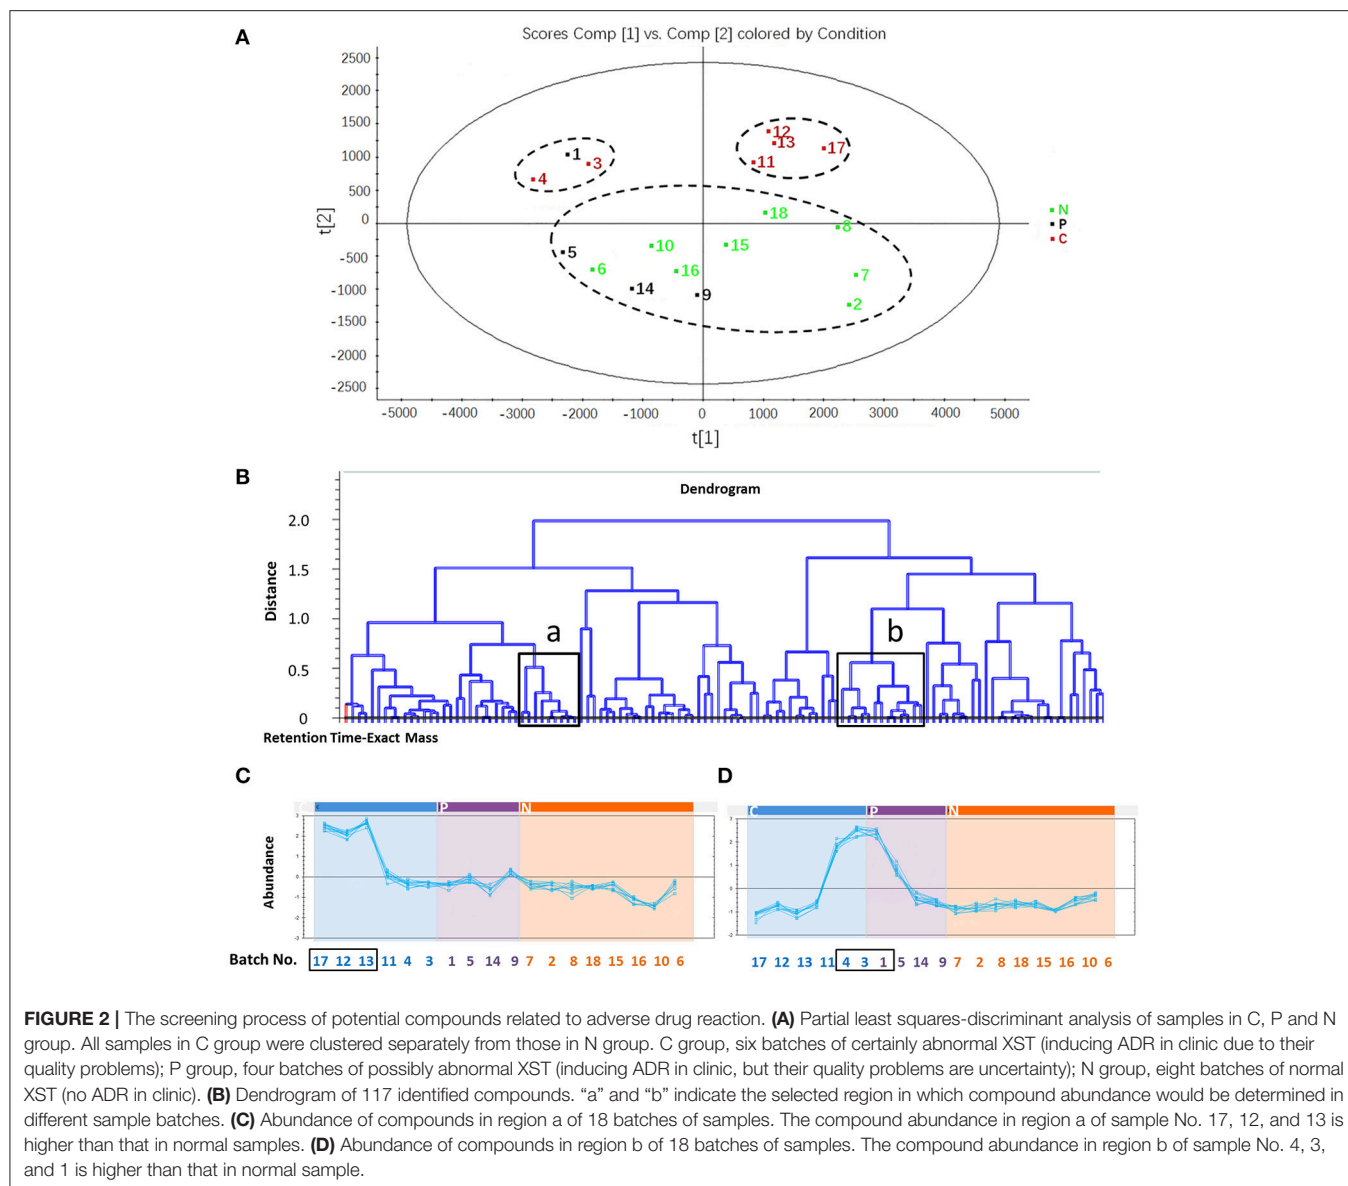 A
Scores Comp [1] vs. Comp [2] colored by Condition
2500
2000
1500
1000
500
0
-500
-1000
-1500
-2000
-2500
t[2]
-5000 -4000 -3000 -2000 -1000 0 1000 2000 3000 4000 5000
t[1]
1
3
4
12
13
17
11
18
8
10
15
5
6
16
7
14
9
2
N
P
C
B
Dendrogram
Distance
2.0
1.5
1.0
0.5
0
a
b
Retention Time-Exact Mass
C
C P N
Abundance
3
2
1
0
-1
-2
-3
Batch No. 17 12 13 11 4 3 1 5 14 9 7 2 8 18 15 16 10 6
D
C P N
3
2
1
0
-1
-2
17 12 13 11 4 3 1 5 14 9 7 2 8 18 15 16 10 6
FIGURE 2 | The screening process of potential compounds related to adverse drug reaction. (A) Partial least squares-discriminant analysis of samples in C, P and N
group. All samples in C group were clustered separately from those in N group. C group, six batches of certainly abnormal XST (inducing ADR in clinic due to their
quality problems); P group, four batches of possibly abnormal XST (inducing ADR in clinic, but their quality problems are uncertainty); N group, eight batches of normal
XST (no ADR in clinic). (B) Dendrogram of 117 identified compounds. “a” and “b” indicate the selected region in which compound abundance would be determined in
different sample batches. (C) Abundance of compounds in region a of 18 batches of samples. The compound abundance in region a of sample No. 17, 12, and 13 is
higher than that in normal samples. (D) Abundance of compounds in region b of 18 batches of samples. The compound abundance in region b of sample No. 4, 3,
and 1 is higher than that in normal sample.